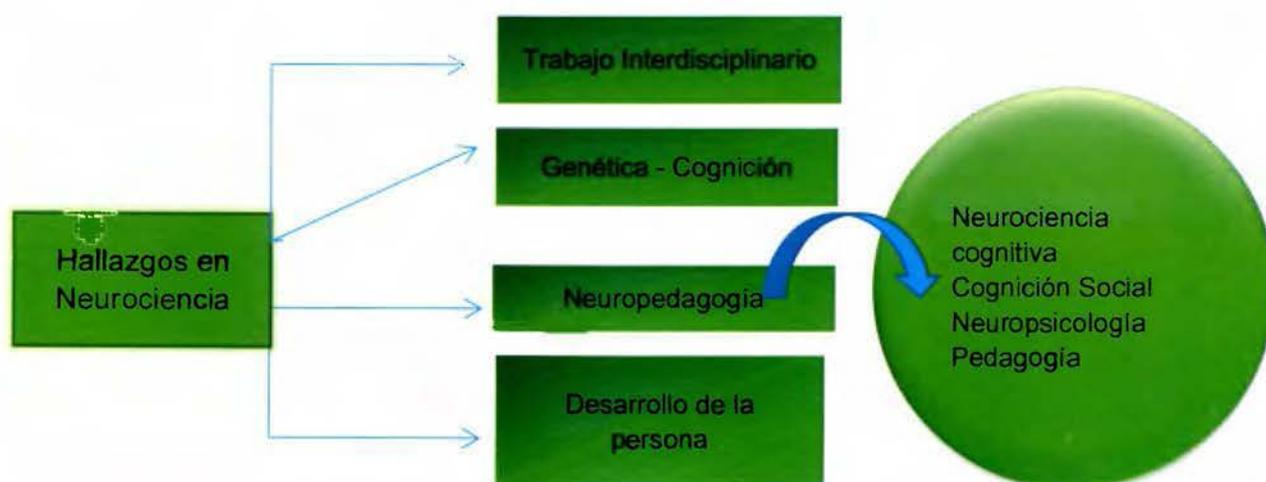 Trabajo Interdisciplinario
Genética - Cognición
Hallazgos en
Neurociencia
Neuropedagogía
Desarrollo de la
persona
Neurociencia
cognitiva
Cognición Social
Neuropsicología
Pedagogía